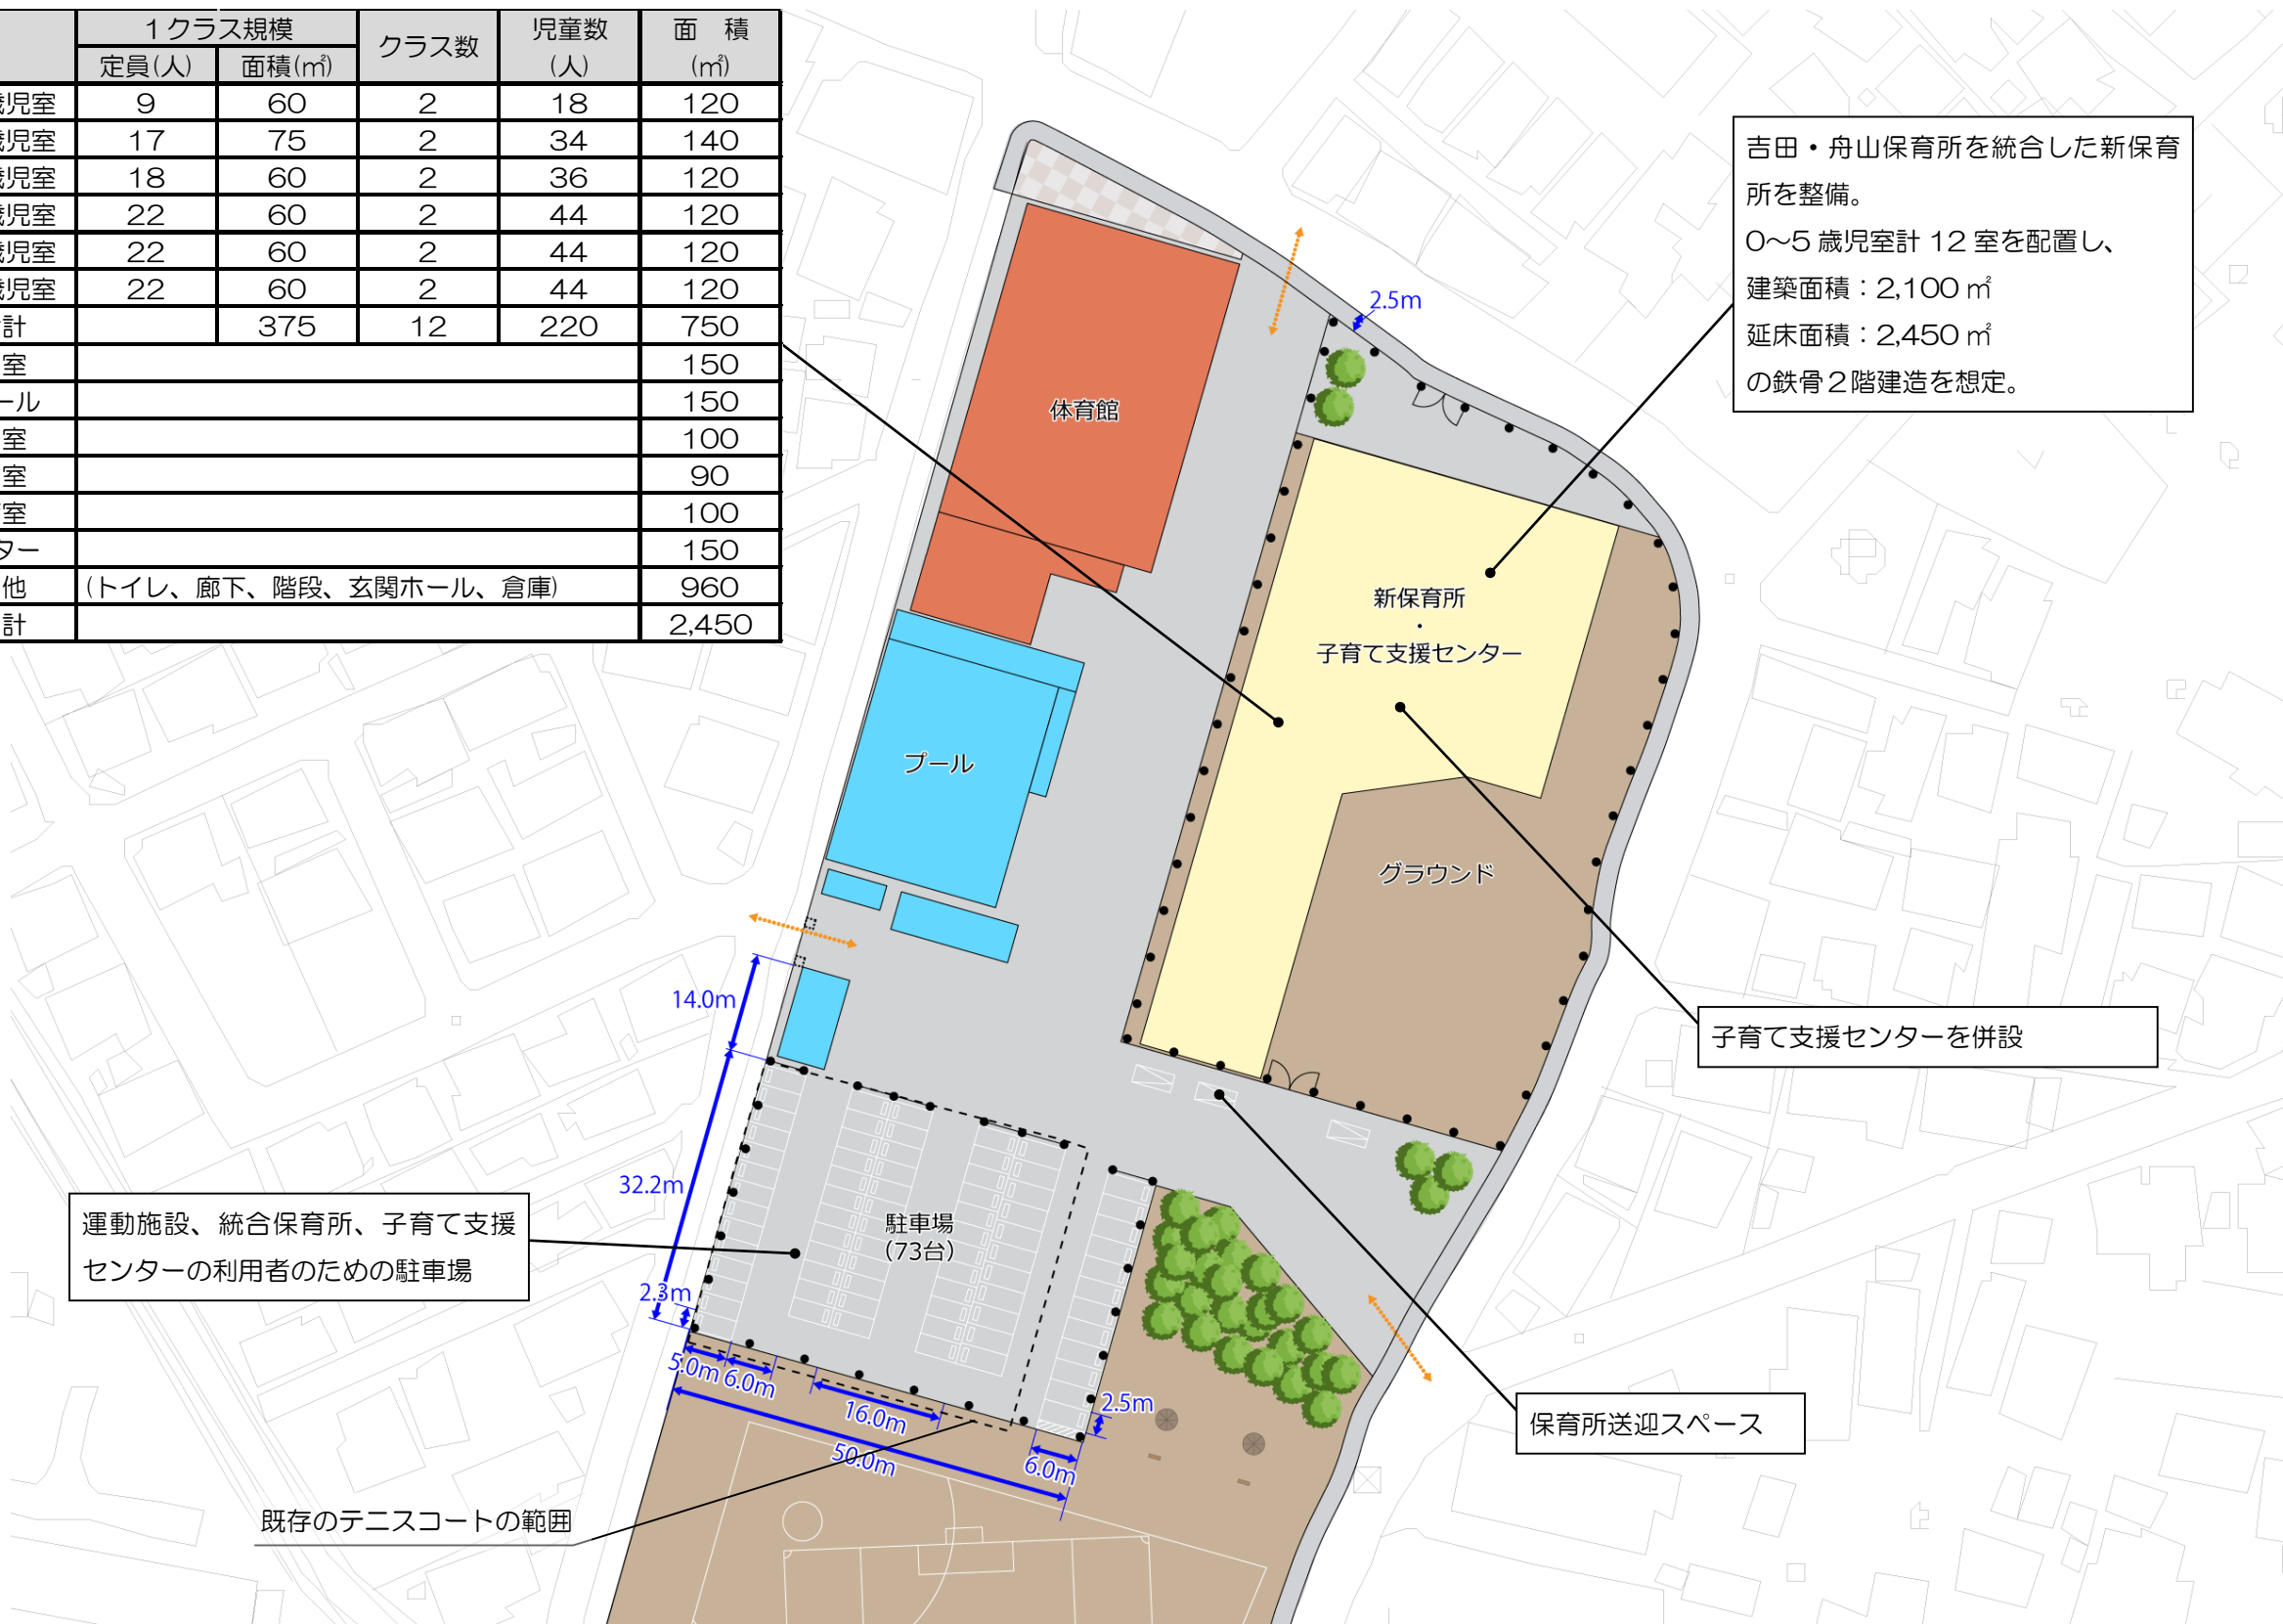 1クラス規模 クラス数 児童数 面　積
定員(人) 面積(㎡) (人) (㎡)
歳児室 9 60 2 18 120
歳児室 17 75 2 34 140
歳児室 18 60 2 36 120
歳児室 22 60 2 44 120
歳児室 22 60 2 44 120
歳児室 22 60 2 44 120
計 375 12 220 750
室 150
ール 150
室 100
室 90
室 100
ター 150
他 (トイレ、廊下、階段、玄関ホール、倉庫) 960
計 2,450
吉田・舟山保育所を統合した新保育
所を整備。
0～5 歳児室計 12 室を配置し、
建築面積：2,100 ㎡
延床面積：2,450 ㎡
の鉄骨２階建造を想定。
2.5m
体育館
新保育所
・
子育て支援センター
プール
グラウンド
14.0m
子育て支援センターを併設
32.2m
運動施設、統合保育所、子育て支援
センターの利用者のための駐車場
駐車場
(73台)
2.3m
5.0m 6.0m
16.0m
50.0m
2.5m
6.0m
保育所送迎スペース
既存のテニスコートの範囲